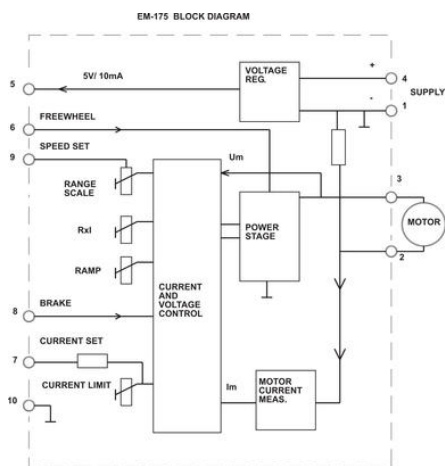 EM-175 BLOCK DIAGRAM
5V/ 10mA
VOLTAGE
REG.
+
4
5
SUPPLY
-
1
FREEWHEEL
6
SPEED SET
9
Um
3
RANGE
SCALE
MOTOR
RxI
POWER
STAGE
2
RAMP
CURRENT
AND
VOLTAGE
CONTROL
BRAKE
8
CURRENT SET
7
CURRENT LIMIT
Im
MOTOR
CURRENT
MEAS.
10